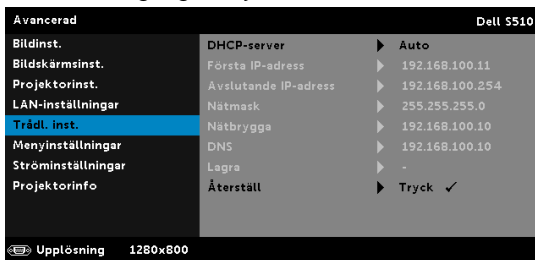 Avancerad Dell S510
Bildinst. DHCP-server Auto
Bildskärmsinst. Första IP-adress 192.168.100.11
Projektorinst. Avslutande IP-adress 192.168.100.254
LAN-inställningar Nätmask 255.255.255.0
Trådl. inst. Nätbrygga 192.168.100.10
Menyinställningar DNS 192.168.100.10
Ströminställningar Lagra -
Projektorinfo Återställ Tryck ✓
Upplösning 1280x800